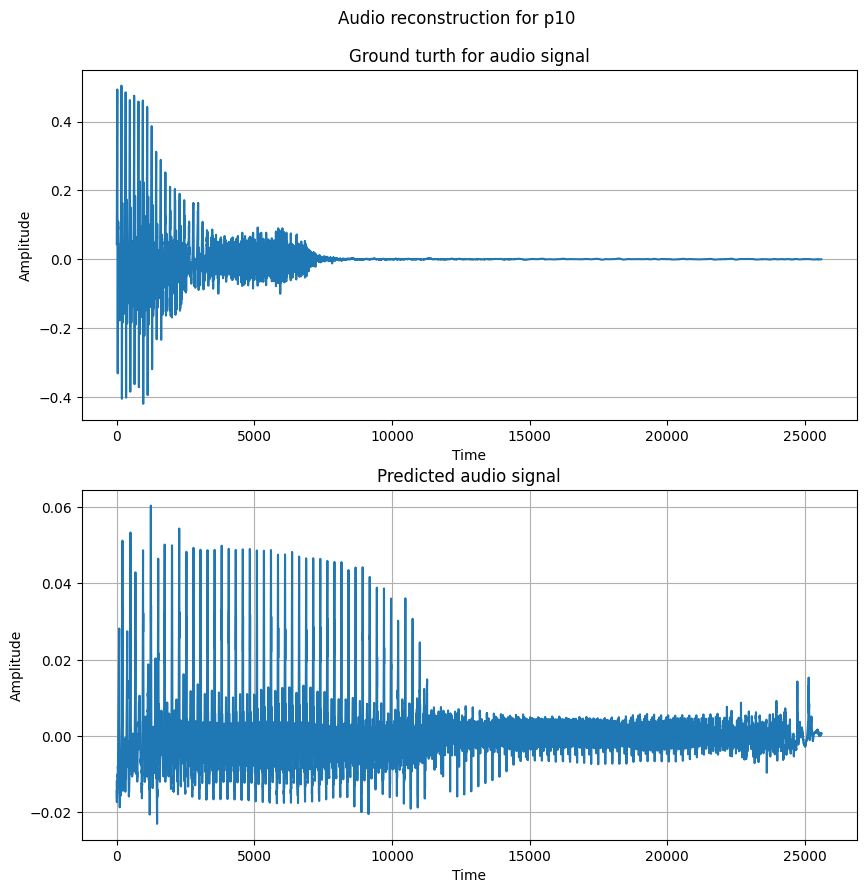 Audio reconstruction for p10
Ground turth for audio signal
Amplitude
0.4
0.2
0.0
−0.2
−0.4
0 5000 10000 15000 20000 25000
Time
Predicted audio signal
Amplitude
0.06
0.04
0.02
0.00
−0.02
0 5000 10000 15000 20000 25000
Time